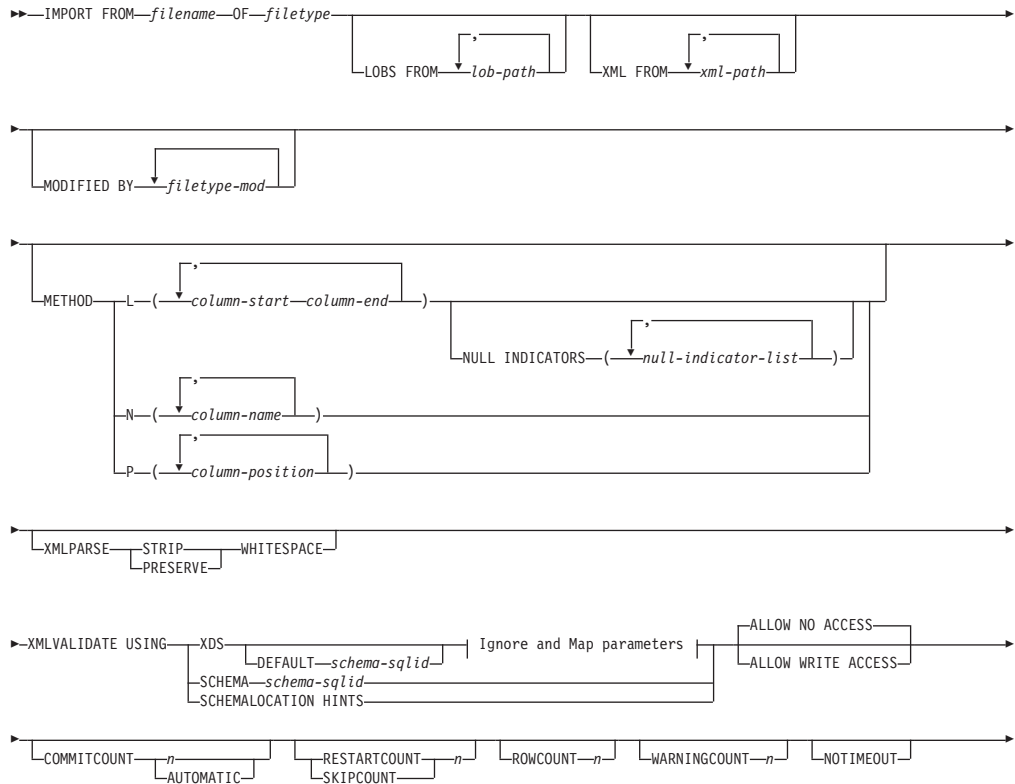 IMPORT FROM filename OF filetype
,
,
LOBS FROM lob-path
XML FROM xml-path
MODIFIED BY filetype-mod
,
METHOD L ( column-start column-end )
,
NULL INDICATORS ( null-indicator-list )
,
N ( column-name )
,
P ( column-position )
XMLPARSE STRIP WHITESPACE
PRESERVE
ALLOW NO ACCESS
XMLVALIDATE USING XDS Ignore and Map parameters
DEFAULT schema-sqlid
ALLOW WRITE ACCESS
SCHEMA schema-sqlid
SCHEMALOCATION HINTS
COMMITCOUNT n
AUTOMATIC
RESTARTCOUNT n
SKIPCOUNT
ROWCOUNT n
WARNINGCOUNT n
NOTIMEOUT